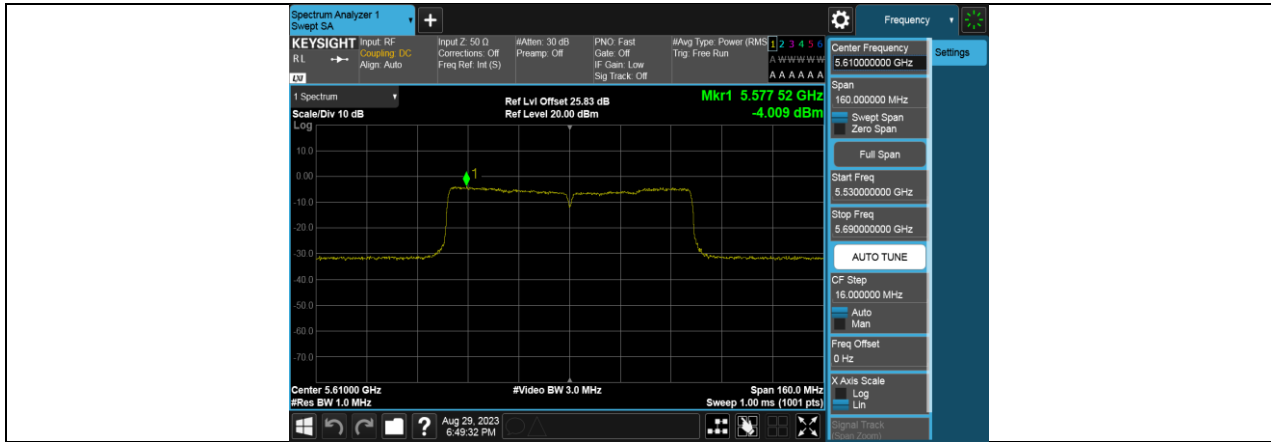 Spectrum Analyzer 1
Swept SA
+
Frequency
KEYSIGHT
RL
LXI
Input: RF
Coupling: DC
Align: Auto
Input Z: 50 Ω
Corrections: Off
Freq Ref: Int (S)
#Atten: 30 dB
Preamp: Off
PNO: Fast
Gate: Off
IF Gain: Low
Sig Track: Off
#Avg Type: Power (RMS
Trig: Free Run
1 2 3 4 5 6
A W W W W W
A A A A A A
Center Frequency
5.610000000 GHz
Settings
Span
160.000000 MHz
Swept Span
Zero Span
Full Span
Start Freq
5.530000000 GHz
Stop Freq
5.690000000 GHz
AUTO TUNE
CF Step
16.000000 MHz
Auto
Man
Freq Offset
0 Hz
X Axis Scale
Log
Lin
Signal Track
(Span Zoom)
1 Spectrum
Scale/Div 10 dB
Ref Lvl Offset 25.83 dB
Ref Level 20.00 dBm
Mkr1 5.577 52 GHz
-4.009 dBm
Log
10.0
0.00
-10.0
-20.0
-30.0
-40.0
-50.0
-60.0
-70.0
1
Center 5.61000 GHz
#Res BW 1.0 MHz
#Video BW 3.0 MHz
Span 160.0 MHz
Sweep 1.00 ms (1001 pts)
?
Aug 29, 2023
6:49:32 PM